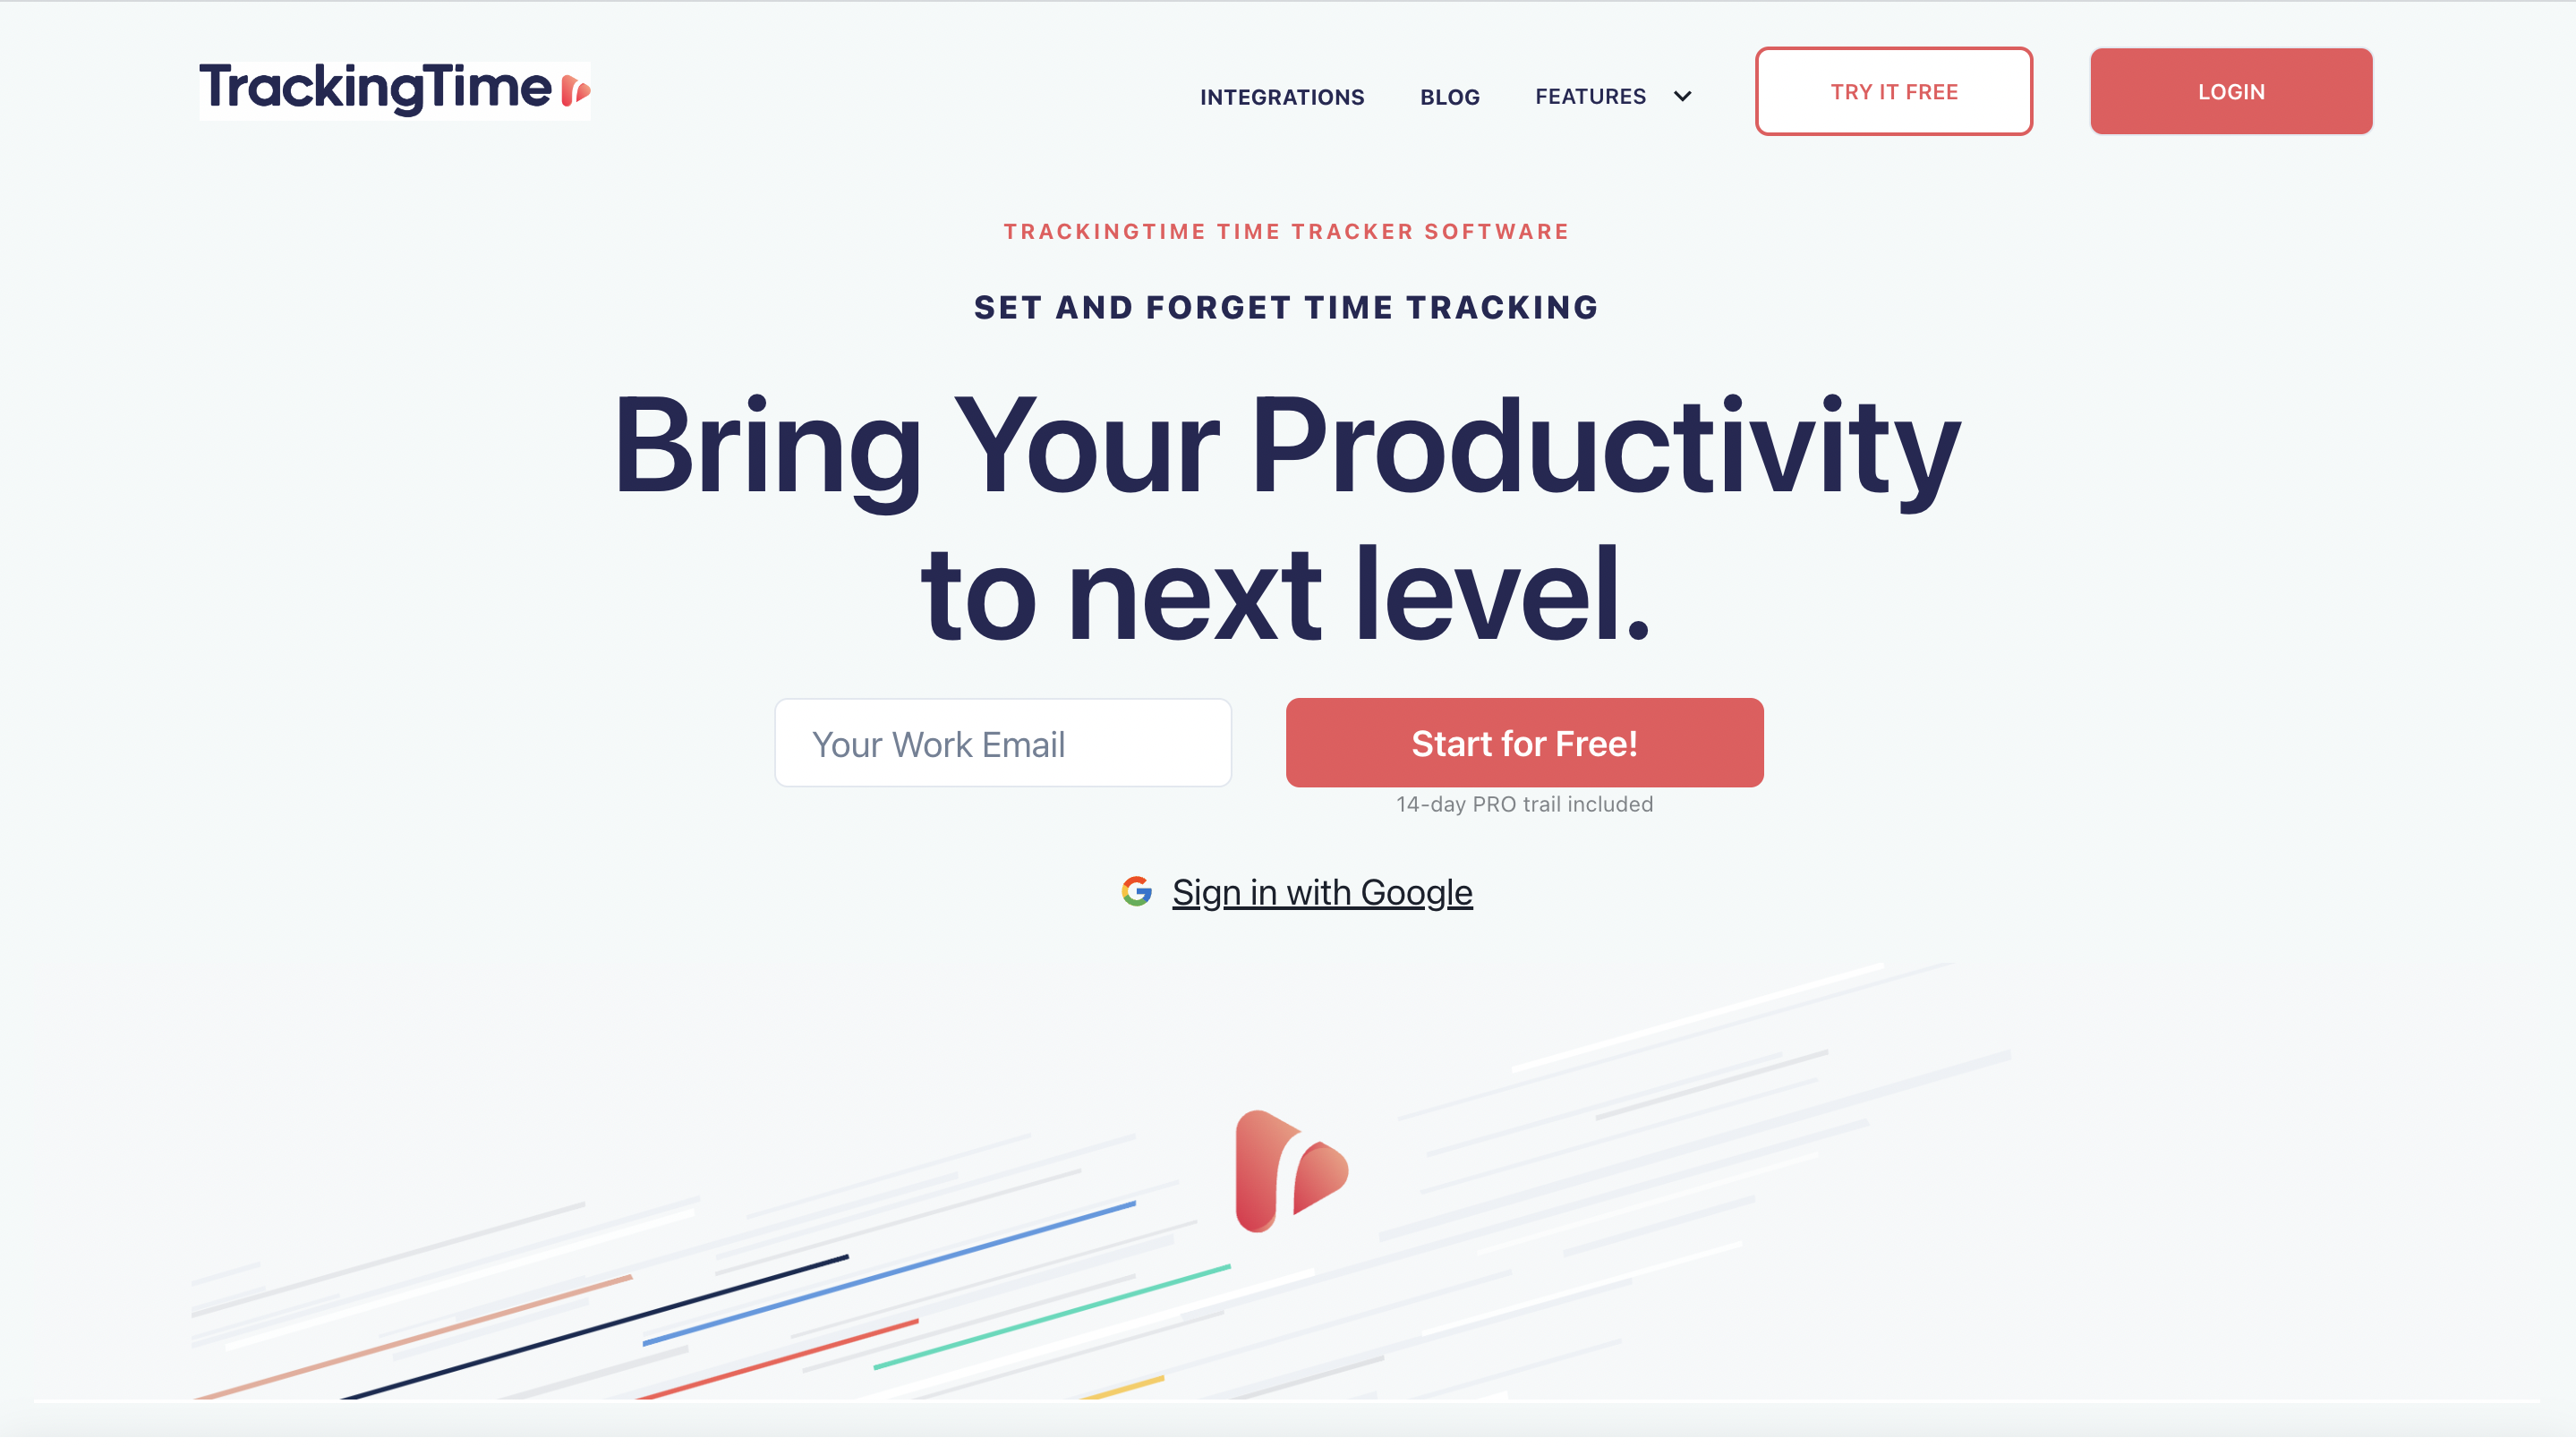 TrackingTime
INTEGRATIONS
BLOG
FEATURES
TRY IT FREE
LOGIN
TRACKINGTIME TIME TRACKER SOFTWARE
SET AND FORGET TIME TRACKING
Bring Your Productivity
to next level.
Your Work Email
Start for Free!
14-day PRO trail included
Sign in with Google